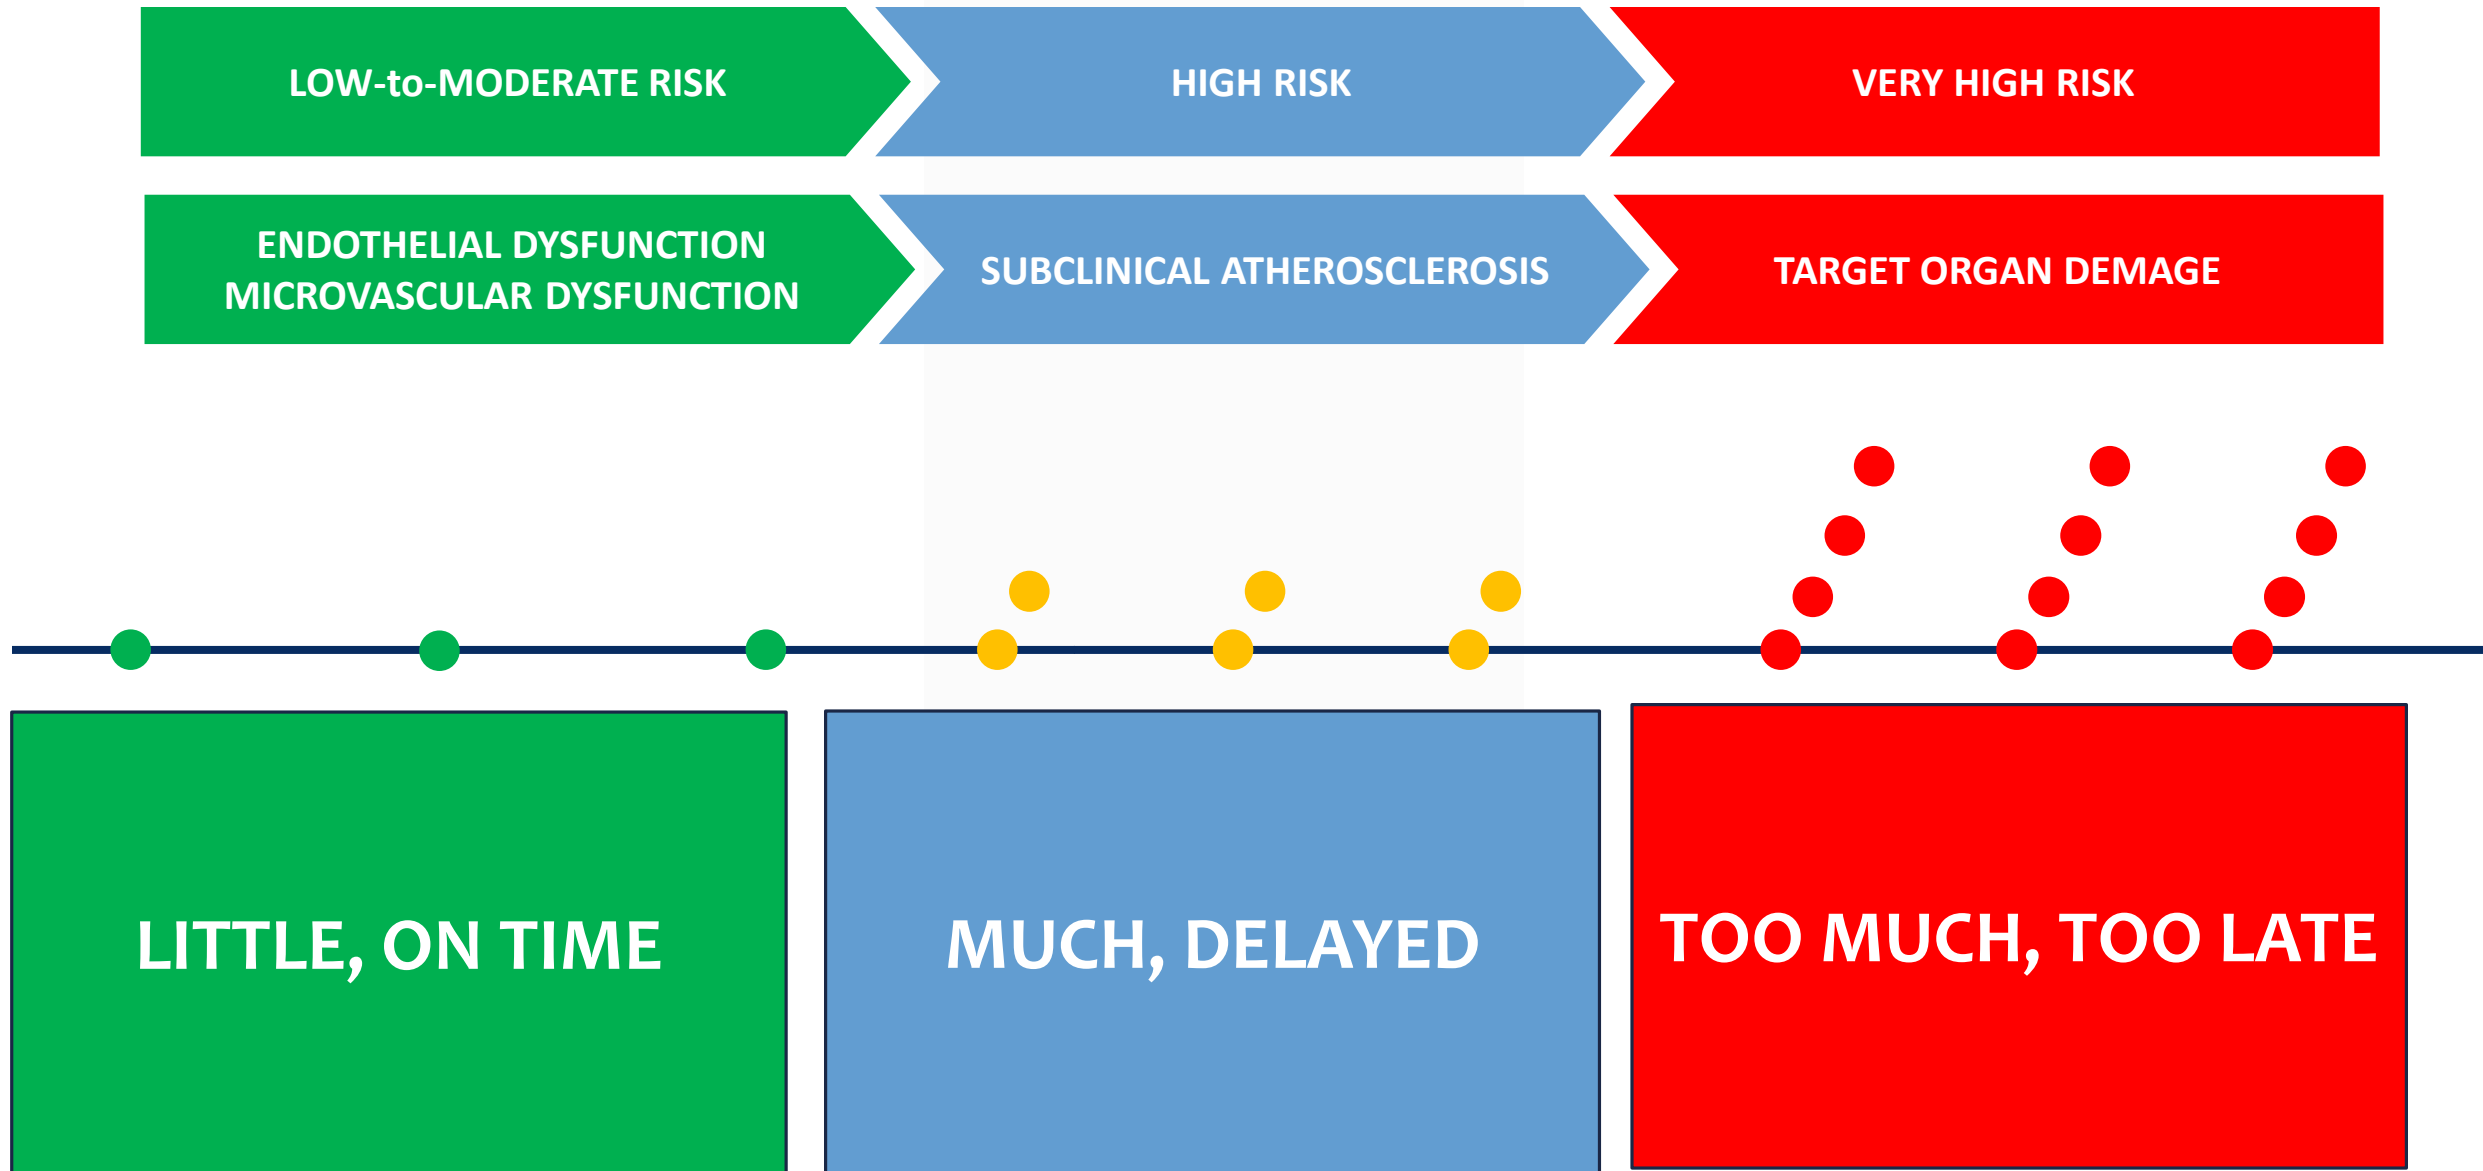 LOW-to-MODERATE RISK
HIGH RISK
VERY HIGH RISK
ENDOTHELIAL DYSFUNCTION
MICROVASCULAR DYSFUNCTION
SUBCLINICAL ATHEROSCLEROSIS
TARGET ORGAN DEMAGE
LITTLE, ON TIME
MUCH, DELAYED
TOO MUCH, TOO LATE